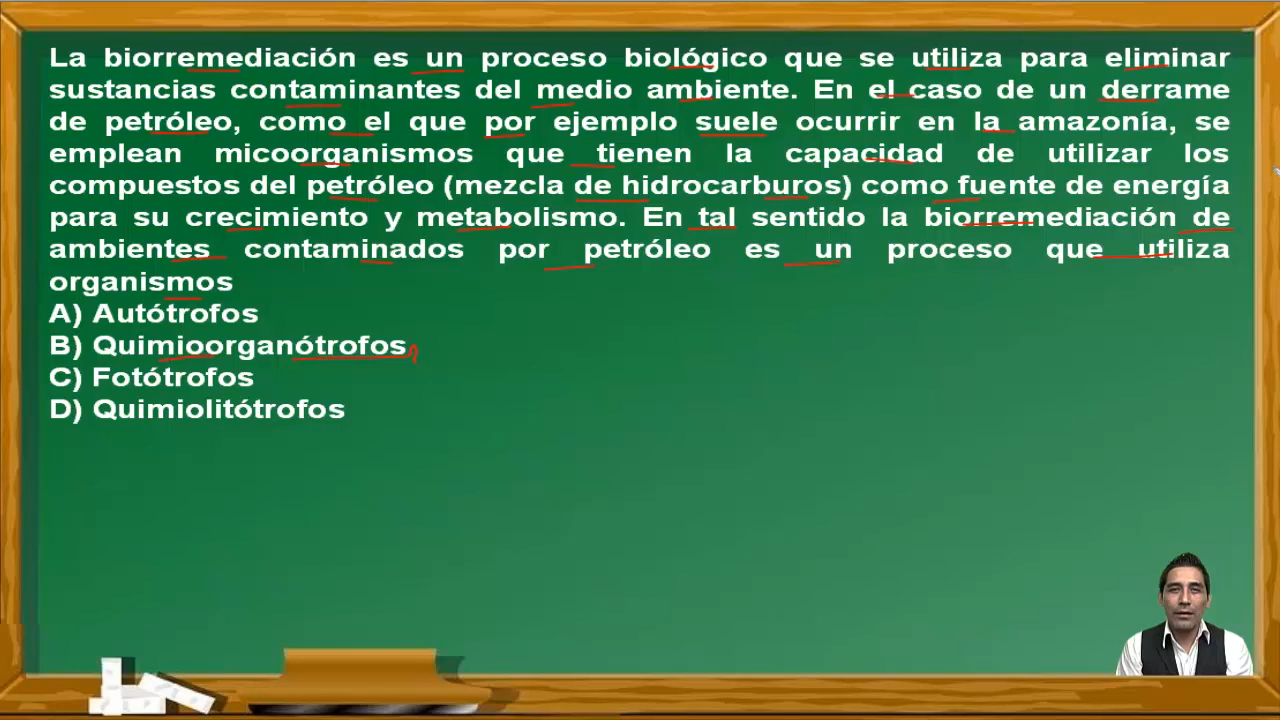 La biorremediación es un proceso biológico que se utiliza para eliminar
sustancias contaminantes del medio ambiente. En el caso de un derrame
de petróleo, como el que por ejemplo suele ocurrir en la amazonía, se
emplean micoorganismos que tienen la capacidad de utilizar los
compuestos del petróleo (mezcla de hidrocarburos) como fuente de energía
para su crecimiento y metabolismo. En tal sentido la biorremediación de
ambientes contaminados por petróleo es un proceso que utiliza
organismos
A) Autótrofos
B) Quimioorganótrofos
C) Fotótrofos
D) Quimiolitótrofos